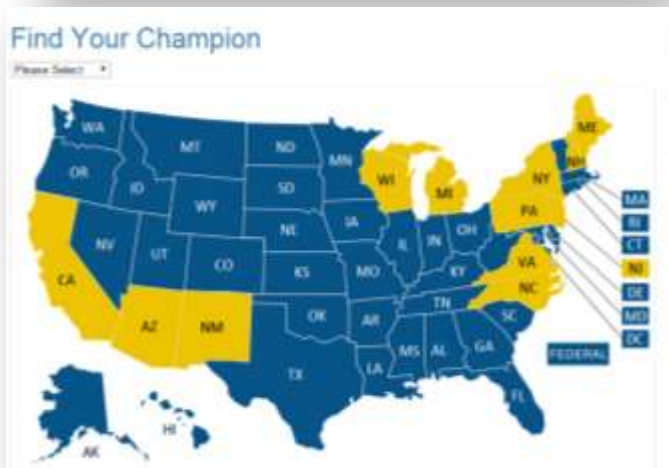 Find Your Champion
Please Select
WA
MT
ND
MN
ME
OR
ID
SD
WI
MI
NY
NH
WY
MA
NE
IA
PA
RI
NV
UT
CO
IL
IN
OH
CT
CA
KS
MO
KY
VA
NJ
NC
DE
AZ
NM
OK
AR
TN
SC
MD
MS
AL
GA
DC
TX
LA
FEDERAL
FL
HI
AK